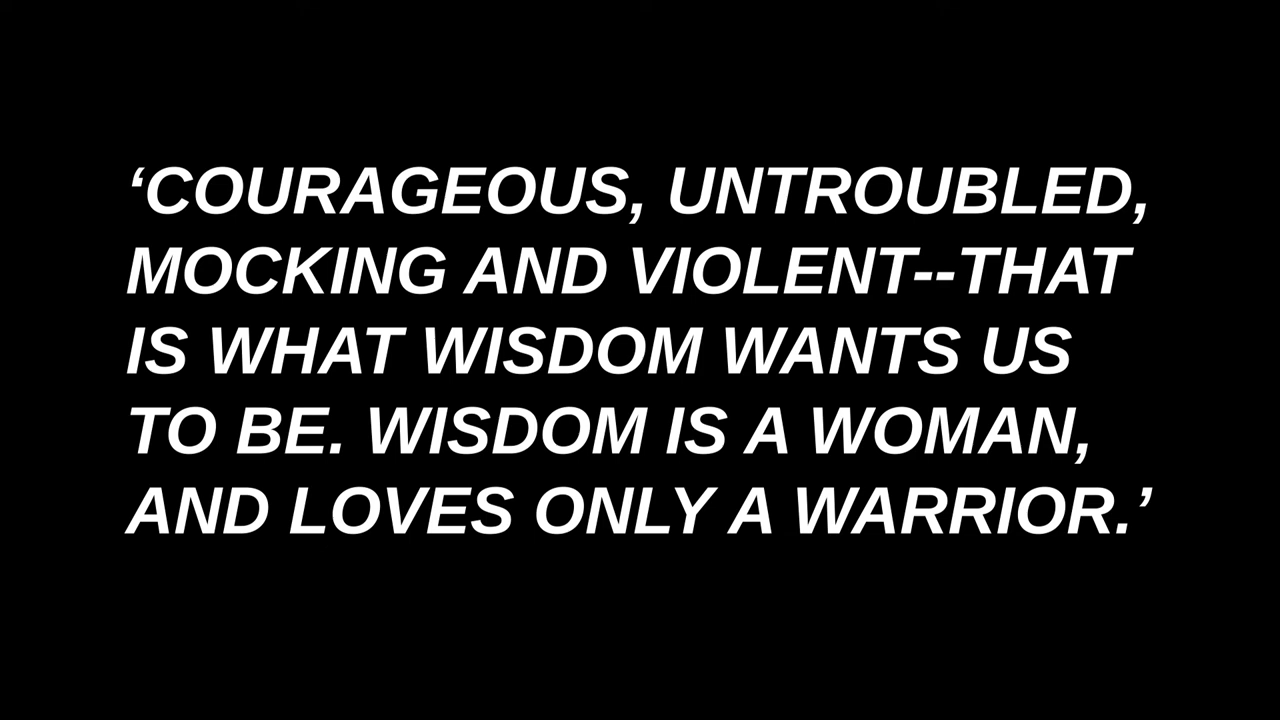 ‘COURAGEOUS, UNTROUBLED,
MOCKING AND VIOLENT--THAT
IS WHAT WISDOM WANTS US
TO BE. WISDOM IS A WOMAN,
AND LOVES ONLY A WARRIOR.’